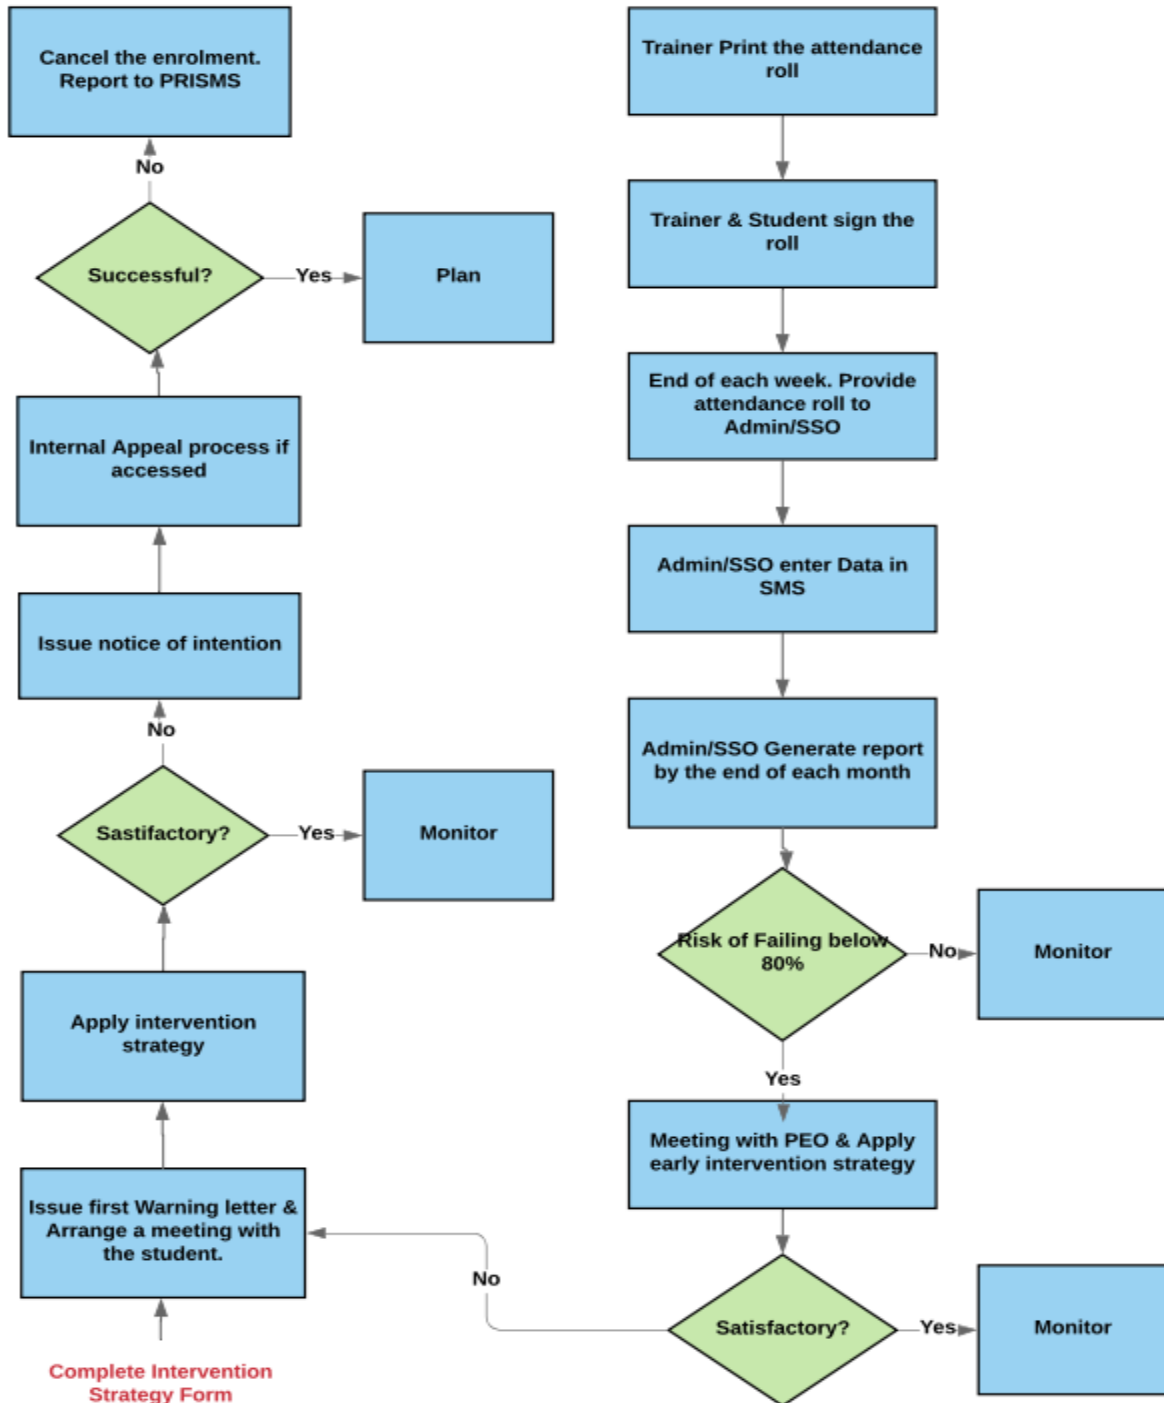 Cancel the enrolment.
Report to PRISMS
No
Successful?
Yes
Plan
Internal Appeal process if
accessed
Issue notice of intention
No
Sastifactory?
Yes
Monitor
Apply intervention
strategy
Issue first Warning letter &
Arrange a meeting with
the student.
Complete Intervention
Strategy Form
Trainer Print the attendance
roll
Trainer & Student sign the
roll
End of each week. Provide
attendance roll to
Admin/SSO
Admin/SSO enter Data in
SMS
Admin/SSO Generate report
by the end of each month
Risk of Failing below
80%
No
Monitor
Yes
Meeting with PEO & Apply
early intervention strategy
No
Satisfactory?
Yes
Monitor